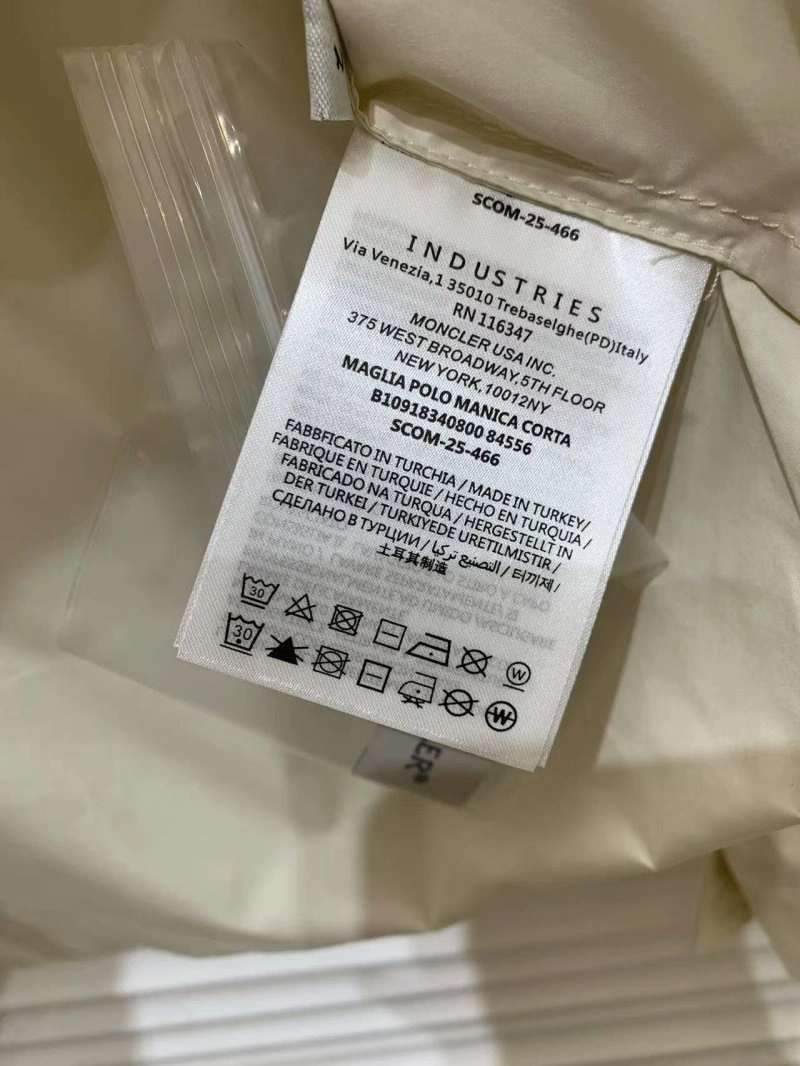 SCOM-25-466
INDUSTRIES
Via Venezia,1 35010 Trebaselghe(PD)Italy
RN 116347
MONCLER USA INC.
375 WEST BROADWAY,5TH FLOOR
NEW YORK,10012NY
MAGLIA POLO MANICA CORTA
B10918340800 84556
SCOM-25-466
FABBFICATO IN TURCHIA / MADE IN TURKEY/
FABRIQUE EN TURQUIE / HECHO EN TURQUIA /
FABRICADO NA TURQUA / HERGESTELLT IN
DER TURKEI / TURKIYEDE URETILMISTIR /
СДЕЛАНО В ТУРЦИИ / التصنيع تركيا / 터키제 /
土耳其制造
30
W
30
W